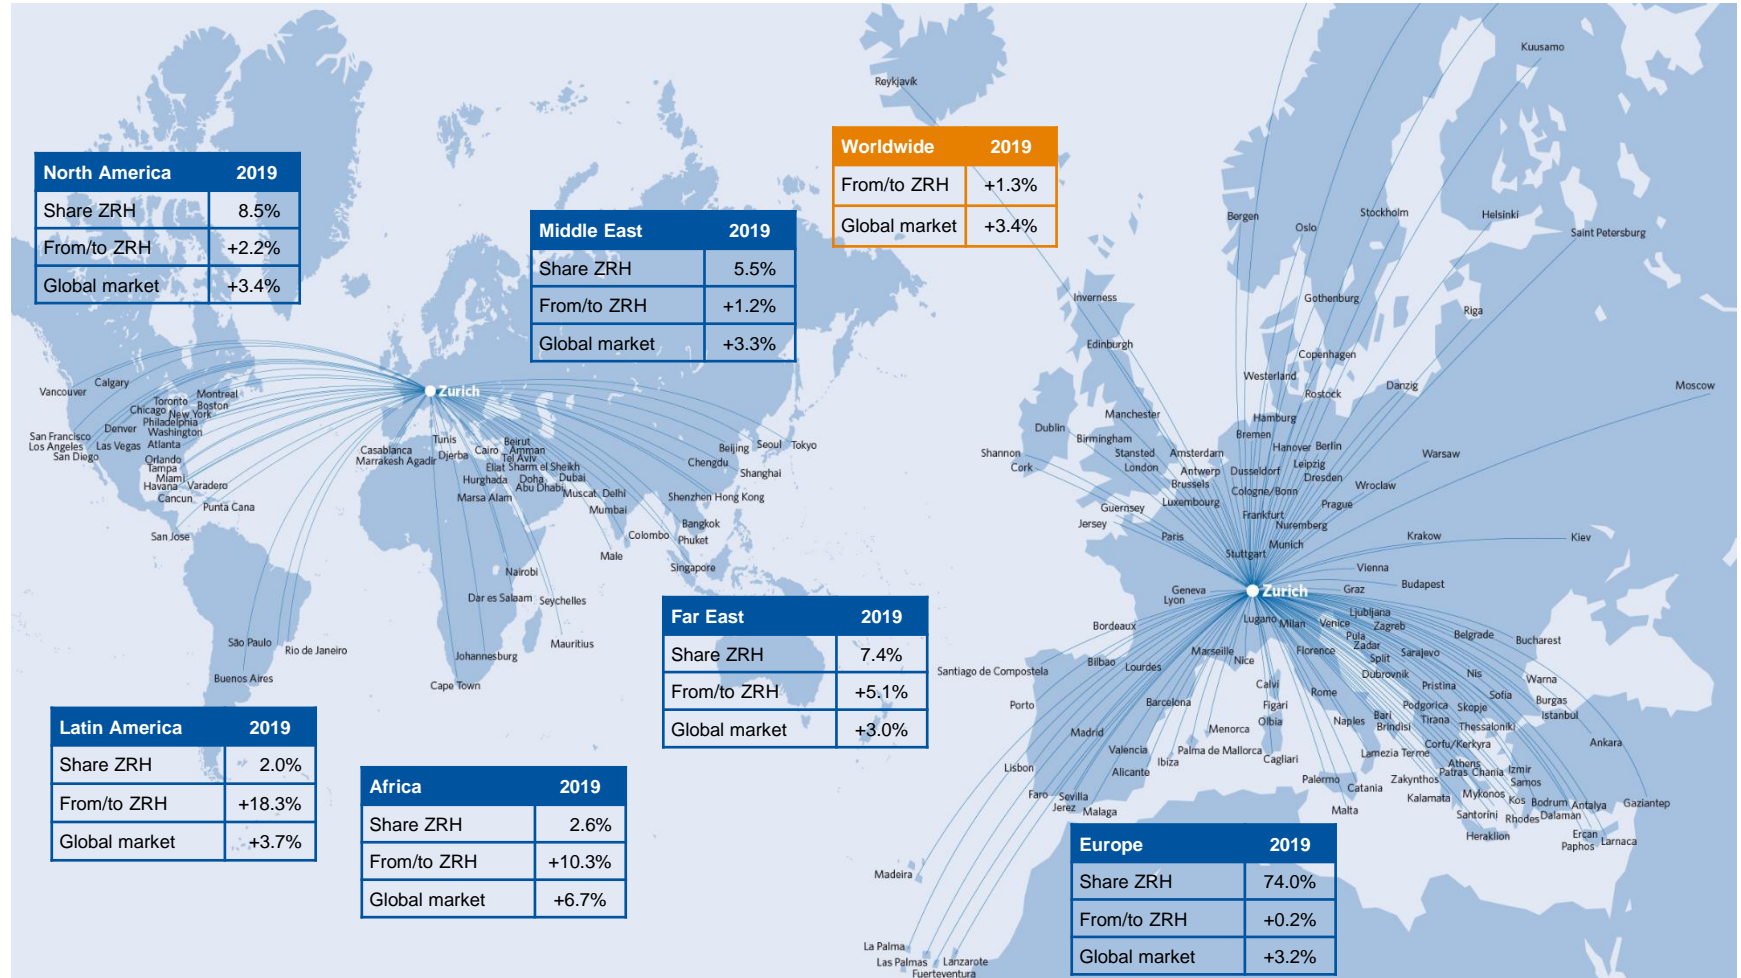 North America 2019
Share ZRH 8.5%
From/to ZRH +2.2%
Global market +3.4%
Middle East 2019
Share ZRH 5.5%
From/to ZRH +1.2%
Global market +3.3%
Worldwide 2019
From/to ZRH +1.3%
Global market +3.4%
Far East 2019
Share ZRH 7.4%
From/to ZRH +5.1%
Global market +3.0%
Latin America 2019
Share ZRH 2.0%
From/to ZRH +18.3%
Global market +3.7%
Africa 2019
Share ZRH 2.6%
From/to ZRH +10.3%
Global market +6.7%
Europe 2019
Share ZRH 74.0%
From/to ZRH +0.2%
Global market +3.2%
Zurich
Vancouver
Calgary
Toronto
Montreal
Chicago
New York
Boston
Philadelphia
Denver
Washington
San Francisco
Los Angeles
Las Vegas
Atlanta
San Diego
Orlando
Tampa
Miami
Havana
Varadero
Cancun
Punta Cana
San Jose
São Paulo
Rio de Janeiro
Buenos Aires
Casablanca
Marrakesh
Agadir
Tunis
Djerba
Cairo
Beirut
Amman
Tel Aviv
Eliat
Sharm el Sheikh
Hurghada
Doha
Dubai
Abu Dhabi
Marsa Alam
Muscat
Delhi
Mumbai
Beijing
Seoul
Tokyo
Chengdu
Shanghai
Shenzhen
Hong Kong
Bangkok
Colombo
Phuket
Male
Singapore
Nairobi
Dar es Salaam
Seychelles
Mauritius
Johannesburg
Cape Town
Reykjavík
Kuusamo
Bergen
Oslo
Stockholm
Helsinki
Saint Petersburg
Inverness
Gothenburg
Riga
Edinburgh
Copenhagen
Westerland
Rostock
Danzig
Moscow
Manchester
Hamburg
Dublin
Birmingham
Bremen
Shannon
Stansted
Amsterdam
Hanover
Berlin
Warsaw
Cork
London
Antwerp
Dusseldorf
Leipzig
Brussels
Dresden
Cologne/Bonn
Wroclaw
Luxembourg
Prague
Guernsey
Frankfurt
Jersey
Nuremberg
Paris
Munich
Krakow
Kiev
Stuttgart
Vienna
Geneva
Zurich
Graz
Budapest
Lyon
Bordeaux
Lugano
Milan
Venice
Ljubljana
Zagreb
Pula
Belgrade
Bucharest
Zadar
Marseille
Florence
Split
Sarajevo
Bilbao
Lourdes
Nice
Santiago de Compostela
Dubrovnik
Nis
Warna
Calvi
Pristina
Rome
Sofia
Burgas
Porto
Barcelona
Figari
Podgorica
Skopje
Istanbul
Olbia
Naples
Bari
Tirana
Menorca
Brindisi
Thessaloniki
Madrid
Valencia
Palma de Mallorca
Corfu/Kerkyra
Ankara
Ibiza
Cagliari
Lamezia Terme
Athens
Lisbon
Alicante
Patras
Chania
Izmir
Palermo
Zakynthos
Samos
Catania
Faro
Sevilla
Kalamata
Mykonos
Kos
Bodrum
Antalya
Gaziantep
Jerez
Malaga
Malta
Santorini
Rhodes
Dalaman
Heraklion
Ercan
Larnaca
Paphos
Madeira
La Palma
Las Palmas
Lanzarote
Fuerteventura